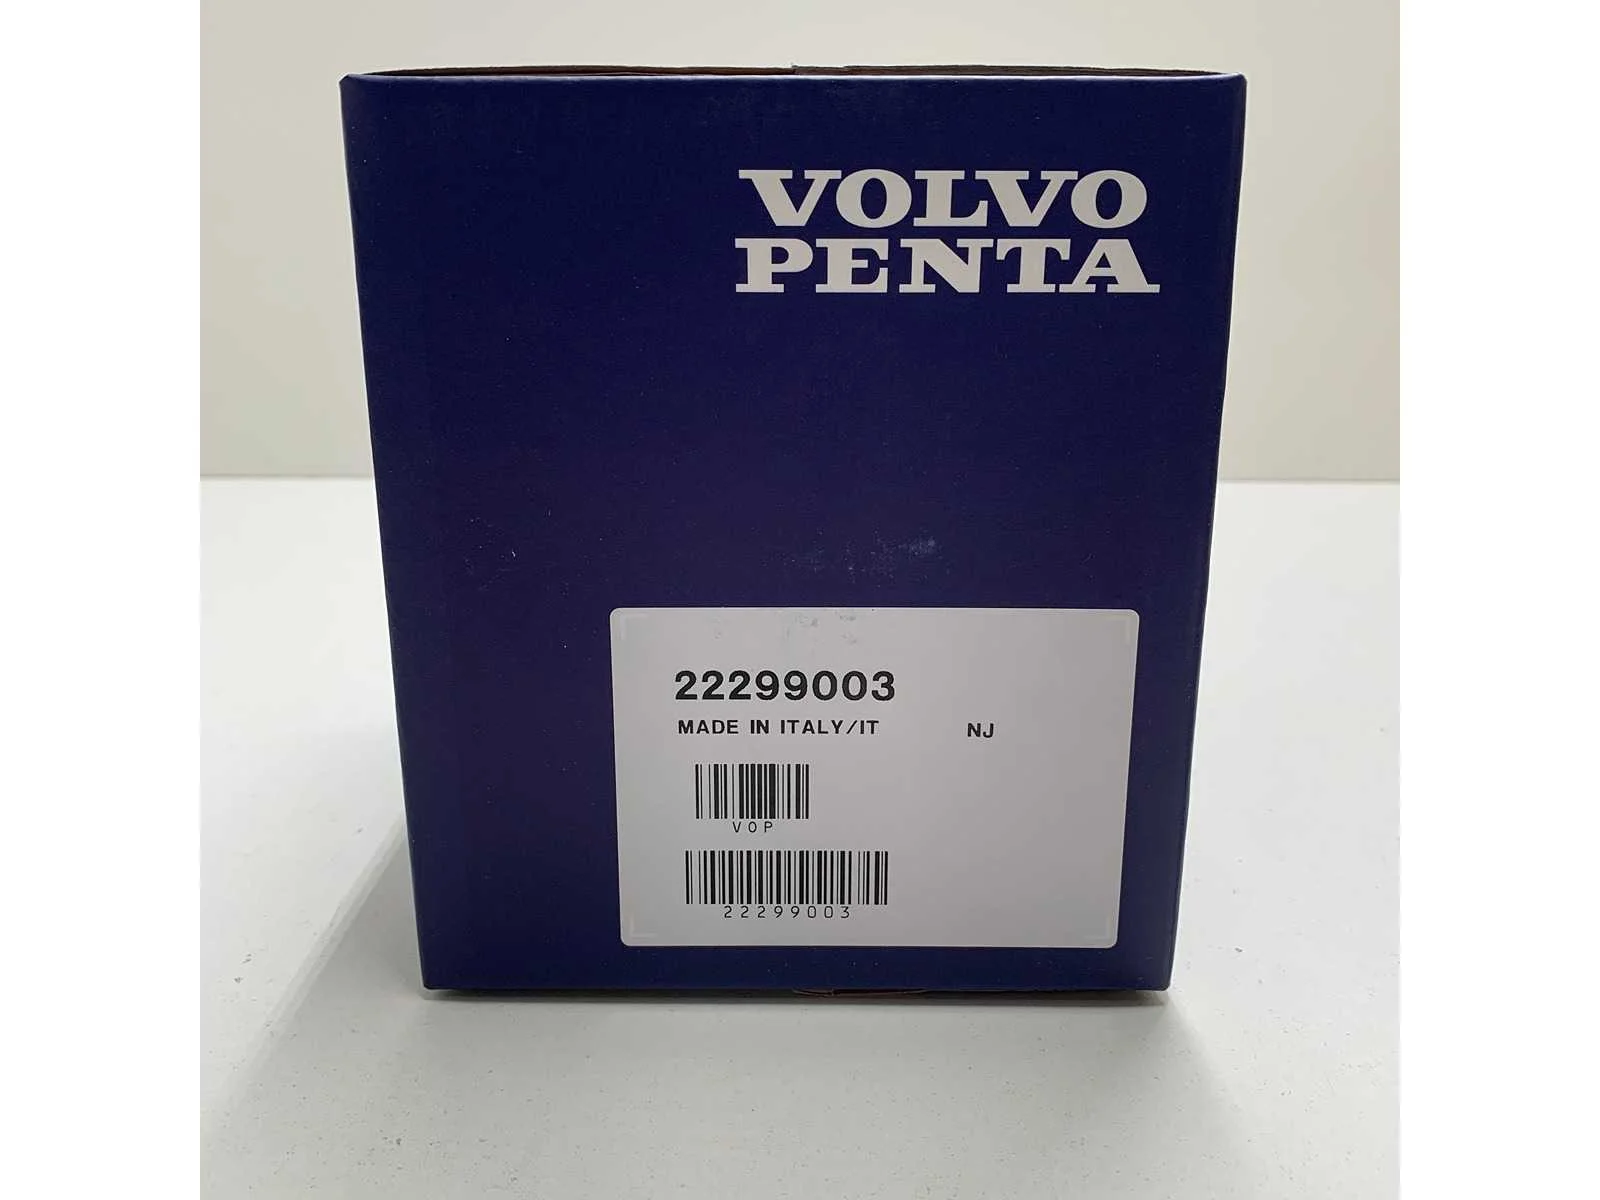 VOLVO
PENTA
22299003
MADE IN ITALY/IT NJ
VOP
22299003